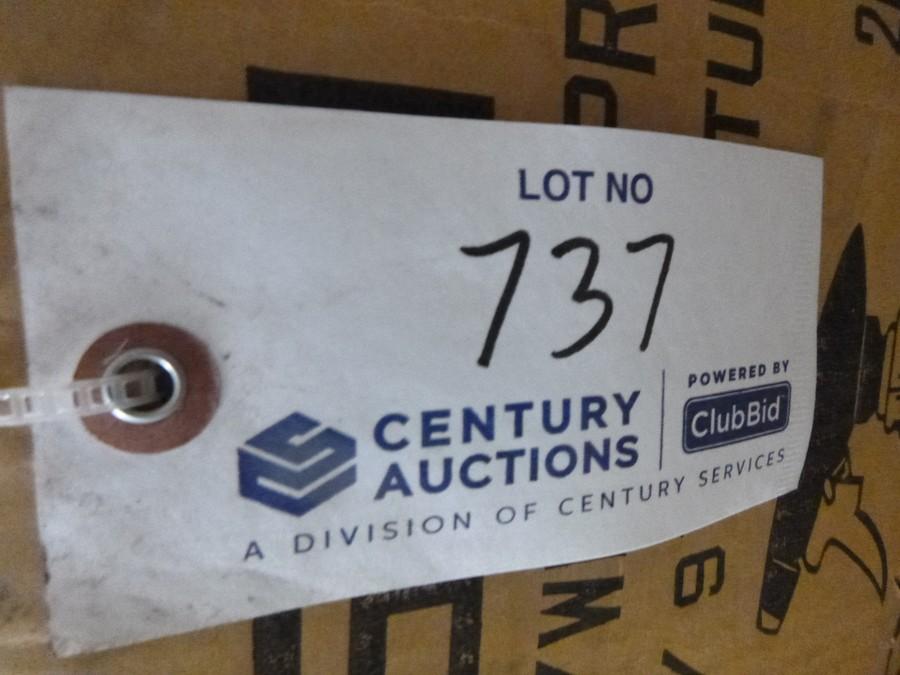 LOT NO
737
CENTURY
AUCTIONS
POWERED BY
ClubBid
A DIVISION OF CENTURY SERVICES